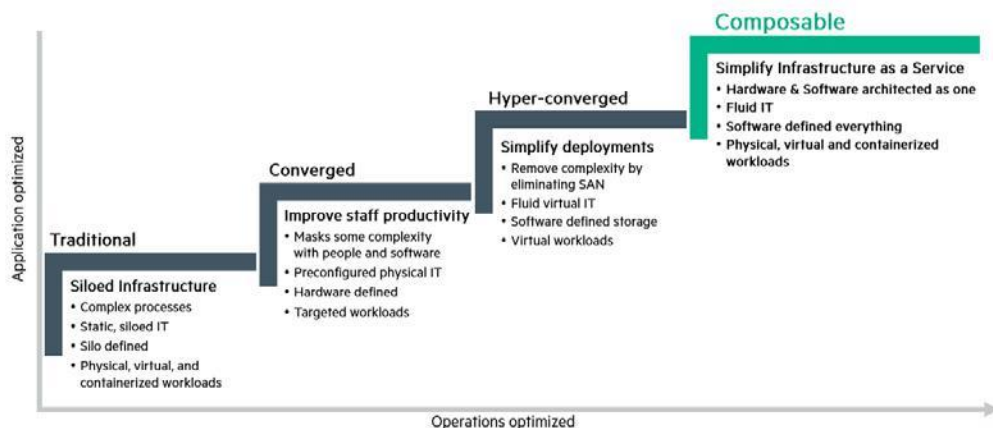 Composable
Simplify Infrastructure as a Service
• Hardware & Software architected as one
• Fluid IT
• Software defined everything
• Physical, virtual and containerized
workloads
Hyper-converged
Simplify deployments
• Remove complexity by
eliminating SAN
• Fluid virtual IT
• Software defined storage
• Virtual workloads
Converged
Improve staff productivity
• Masks some complexity
with people and software
• Preconfigured physical IT
• Hardware defined
• Targeted workloads
Traditional
Siloed Infrastructure
• Complex processes
• Static, siloed IT
• Silo defined
• Physical, virtual, and
containerized workloads
Application optimized
Operations optimized